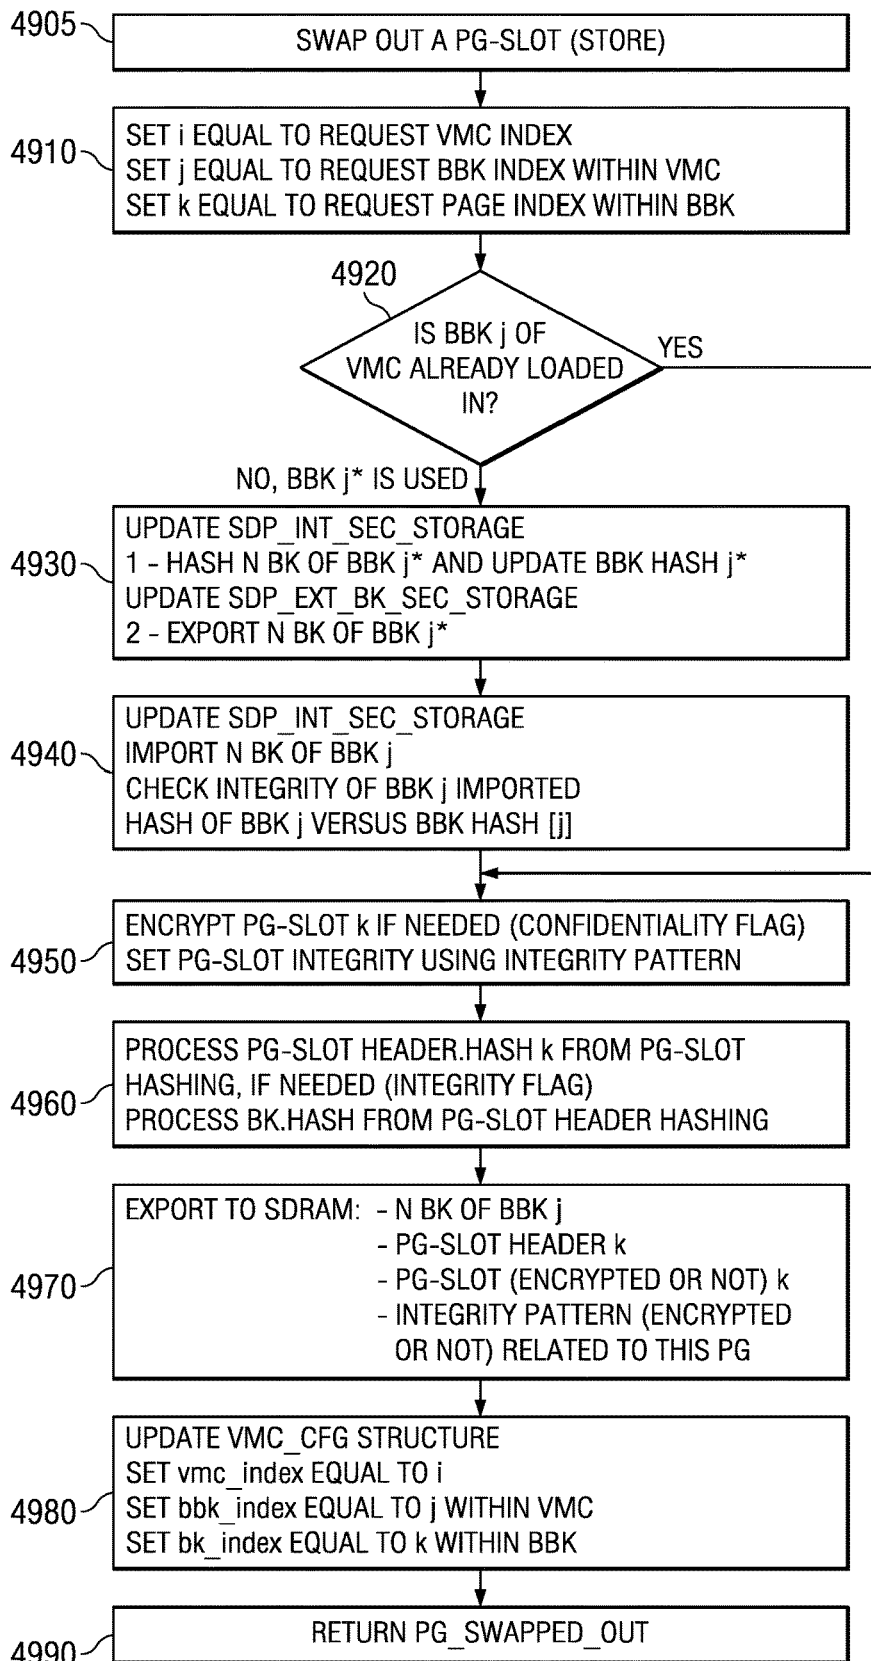 4905
SWAP OUT A PG-SLOT (STORE)
4910
SET i EQUAL TO REQUEST VMC INDEX
SET j EQUAL TO REQUEST BBK INDEX WITHIN VMC
SET k EQUAL TO REQUEST PAGE INDEX WITHIN BBK
4920
IS BBK j OF
VMC ALREADY LOADED
IN?
YES
NO, BBK j* IS USED
4930
UPDATE SDP_INT_SEC_STORAGE
1 - HASH N BK OF BBK j* AND UPDATE BBK HASH j*
UPDATE SDP_EXT_BK_SEC_STORAGE
2 - EXPORT N BK OF BBK j*
4940
UPDATE SDP_INT_SEC_STORAGE
IMPORT N BK OF BBK j
CHECK INTEGRITY OF BBK j IMPORTED
HASH OF BBK j VERSUS BBK HASH [j]
4950
ENCRYPT PG-SLOT k IF NEEDED (CONFIDENTIALITY FLAG)
SET PG-SLOT INTEGRITY USING INTEGRITY PATTERN
4960
PROCESS PG-SLOT HEADER.HASH k FROM PG-SLOT
HASHING, IF NEEDED (INTEGRITY FLAG)
PROCESS BK.HASH FROM PG-SLOT HEADER HASHING
4970
EXPORT TO SDRAM: - N BK OF BBK j
- PG-SLOT HEADER k
- PG-SLOT (ENCRYPTED OR NOT) k
- INTEGRITY PATTERN (ENCRYPTED
OR NOT) RELATED TO THIS PG
4980
UPDATE VMC_CFG STRUCTURE
SET vmc_index EQUAL TO i
SET bbk_index EQUAL TO j WITHIN VMC
SET bk_index EQUAL TO k WITHIN BBK
4990
RETURN PG_SWAPPED_OUT